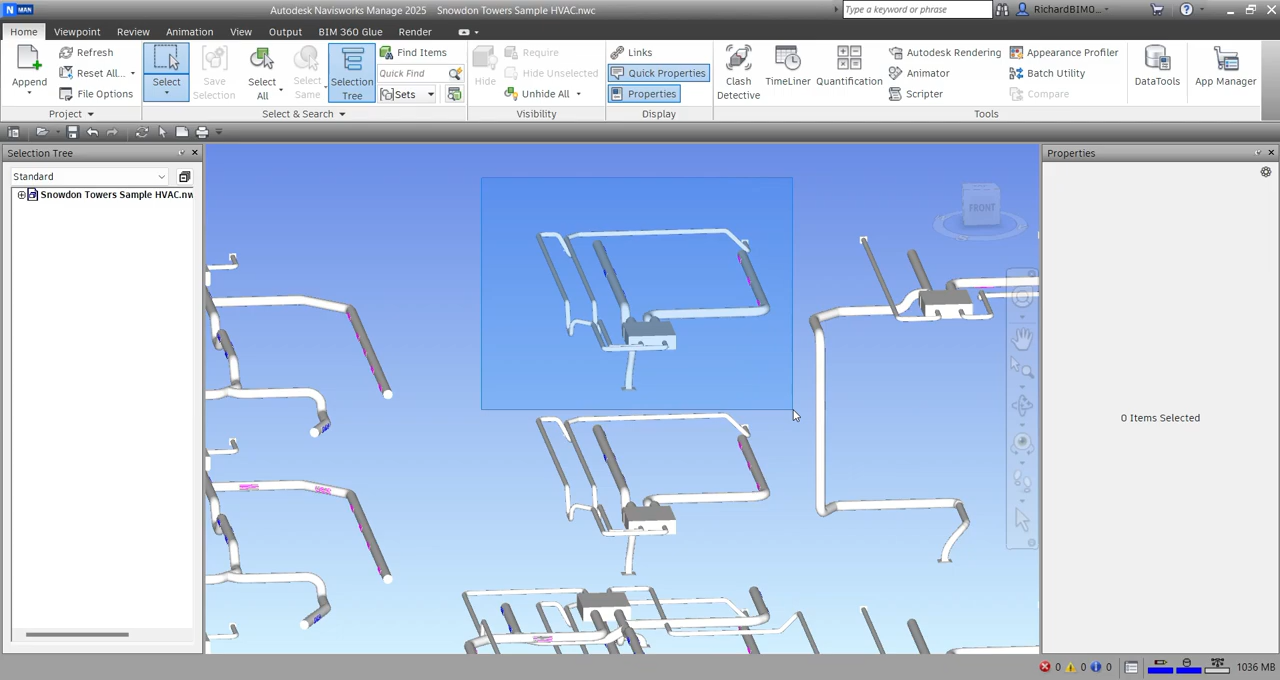 N MAN Autodesk Navisworks Manage 2025 Snowdon Towers Sample HVAC.nwc Type a keyword or phrase RichardBIMO...
Home Viewpoint Review Animation View Output BIM 360 Glue Render
Append
Refresh
Reset All...
File Options
Project
Select
Save Selection
Select All
Select Same
Selection Tree
Find Items
Quick Find
Sets
Select & Search
Hide
Require
Hide Unselected
Unhide All
Visibility
Links
Quick Properties
Properties
Display
Clash Detective
TimeLiner
Quantification
Autodesk Rendering
Animator
Scripter
Appearance Profiler
Batch Utility
Compare
Tools
DataTools
App Manager
Selection Tree
Standard
Snowdon Towers Sample HVAC.nw
FRONT
Properties
0 Items Selected
0 0 0 1036 MB